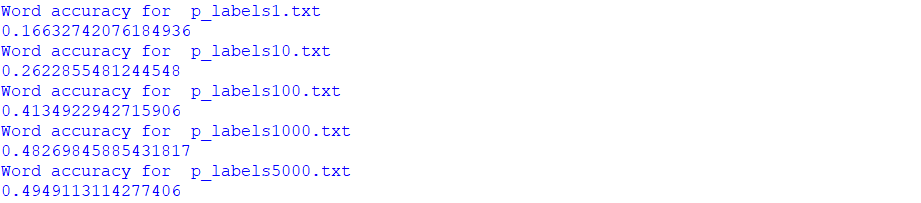 Word accuracy for  p_labels1.txt
0.16632742076184936
Word accuracy for  p_labels10.txt
0.2622855481244548
Word accuracy for  p_labels100.txt
0.4134922942715906
Word accuracy for  p_labels1000.txt
0.48269845885431817
Word accuracy for  p_labels5000.txt
0.4949113114277406